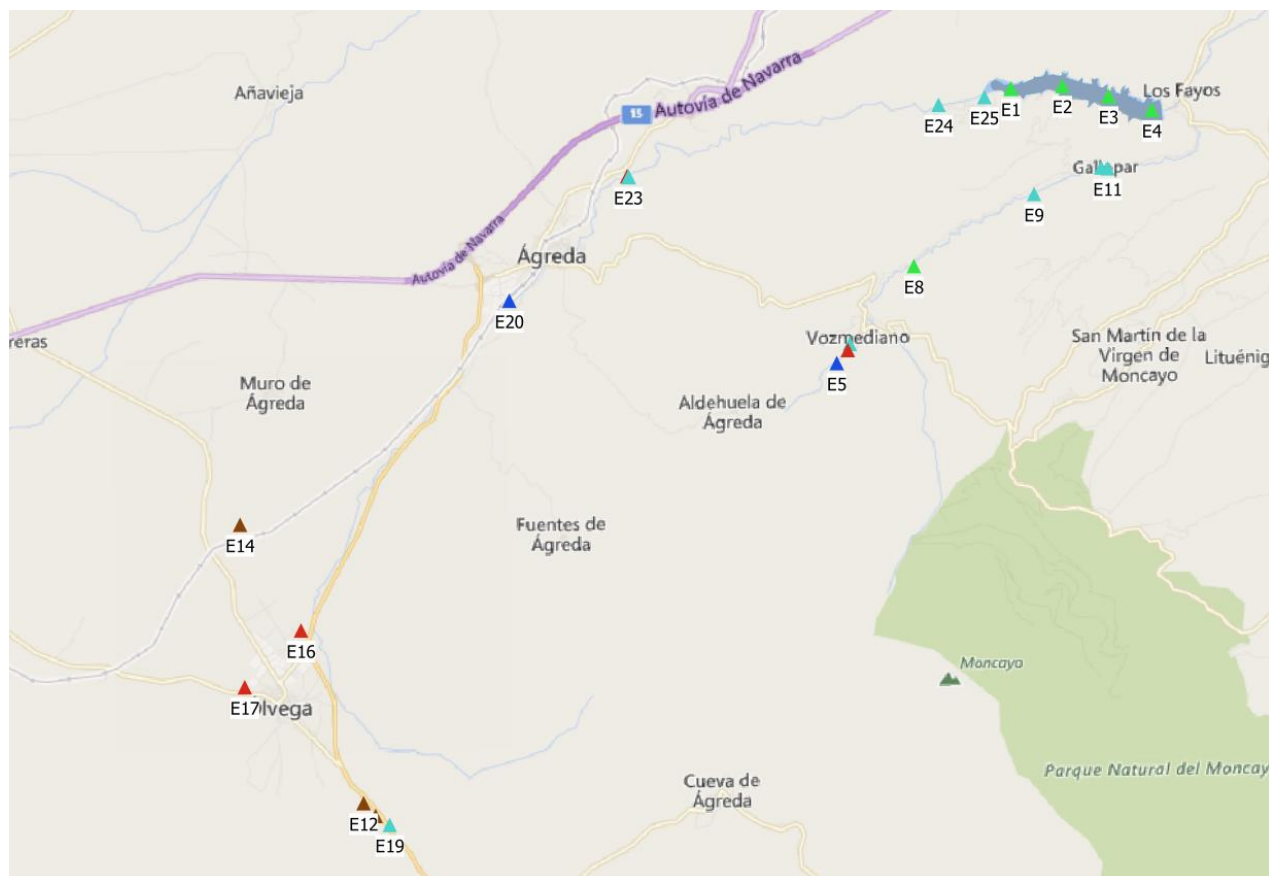 Añavieja
Autovía de Navarra
15
Los Fayos
E1
E2
E3
E4
E25
E24
E23
E11
E9
Autovía de Navarra
Ágreda
E8
E20
Vozmediano
E5
San Martín de la
Virgen de
Moncayo
Lituénig
reras
Muro de
Ágreda
Aldehuela de
Ágreda
E14
Fuentes de
Ágreda
E16
E17
Moncayo
Cueva de
Ágreda
Parque Natural del Moncay
E12
E19